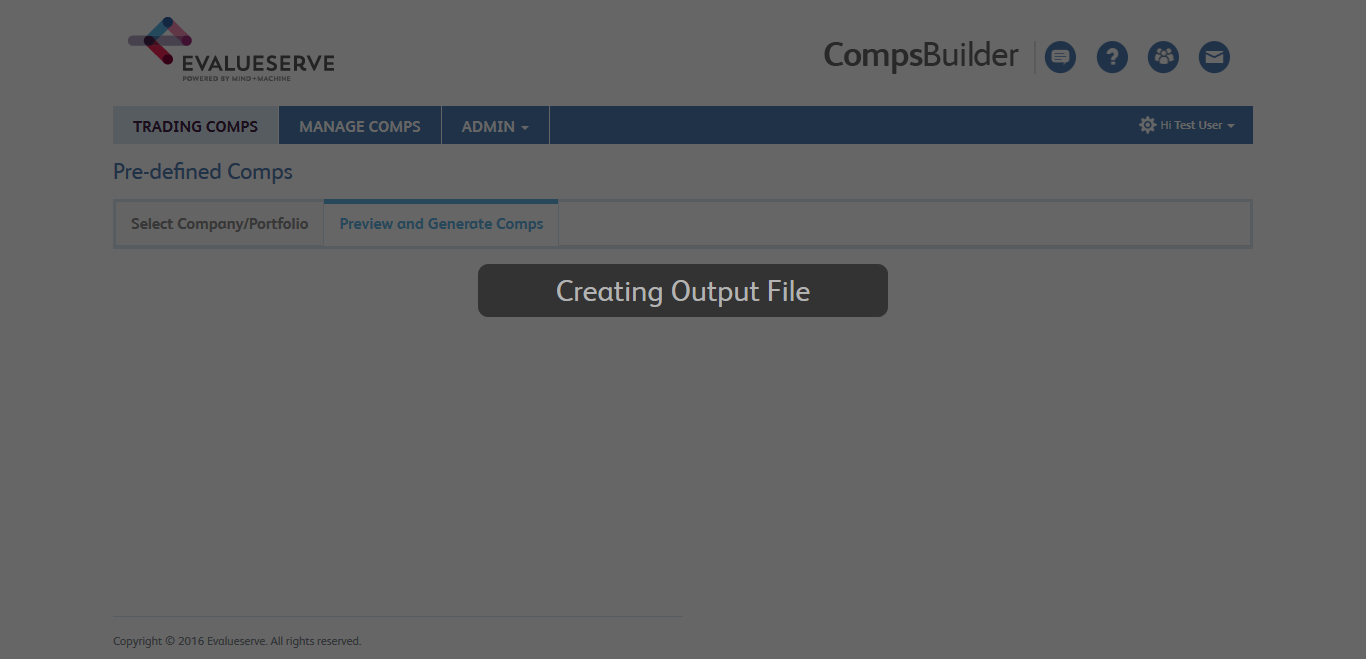 EVALUESERVE
POWERED BY MIND+MACHINE
CompsBuilder
?
TRADING COMPS
MANAGE COMPS
ADMIN
Hi Test User
Pre-defined Comps
Select Company/Portfolio
Preview and Generate Comps
Creating Output File
Copyright © 2016 Evalueserve. All rights reserved.